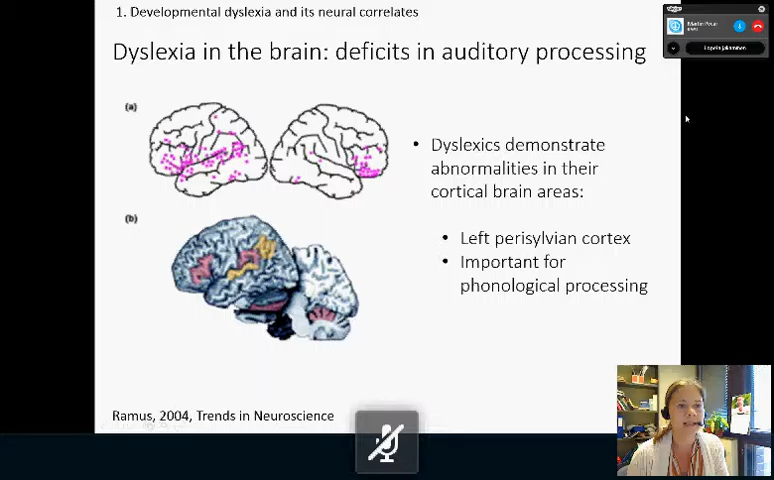 1. Developmental dyslexia and its neural correlates
Dyslexia in the brain: deficits in auditory processing
(a)
• Dyslexics demonstrate
abnormalities in their
cortical brain areas:
(b)
• Left perisylvian cortex
• Important for
phonological processing
Ramus, 2004, Trends in Neuroscience